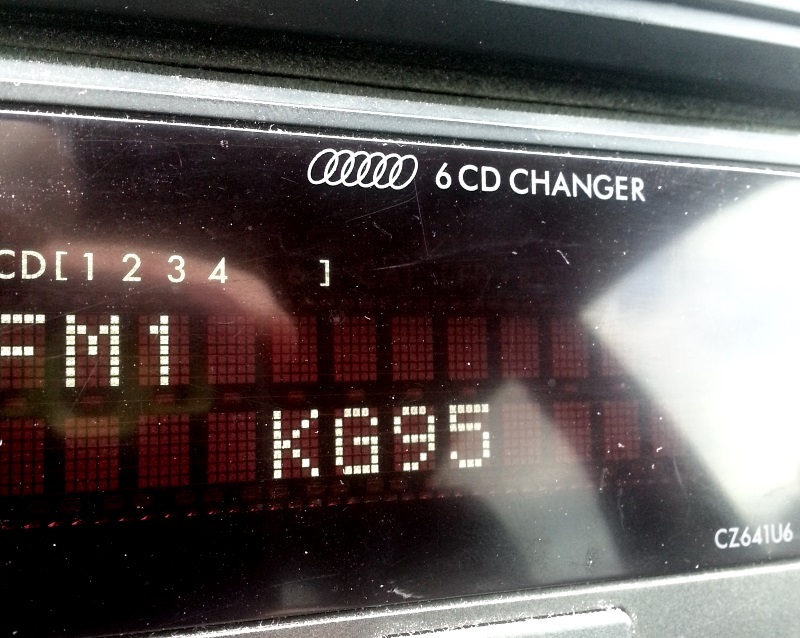 6 CD CHANGER
CD[1 2 3 4 ]
FM1
KG95
CZ641U6